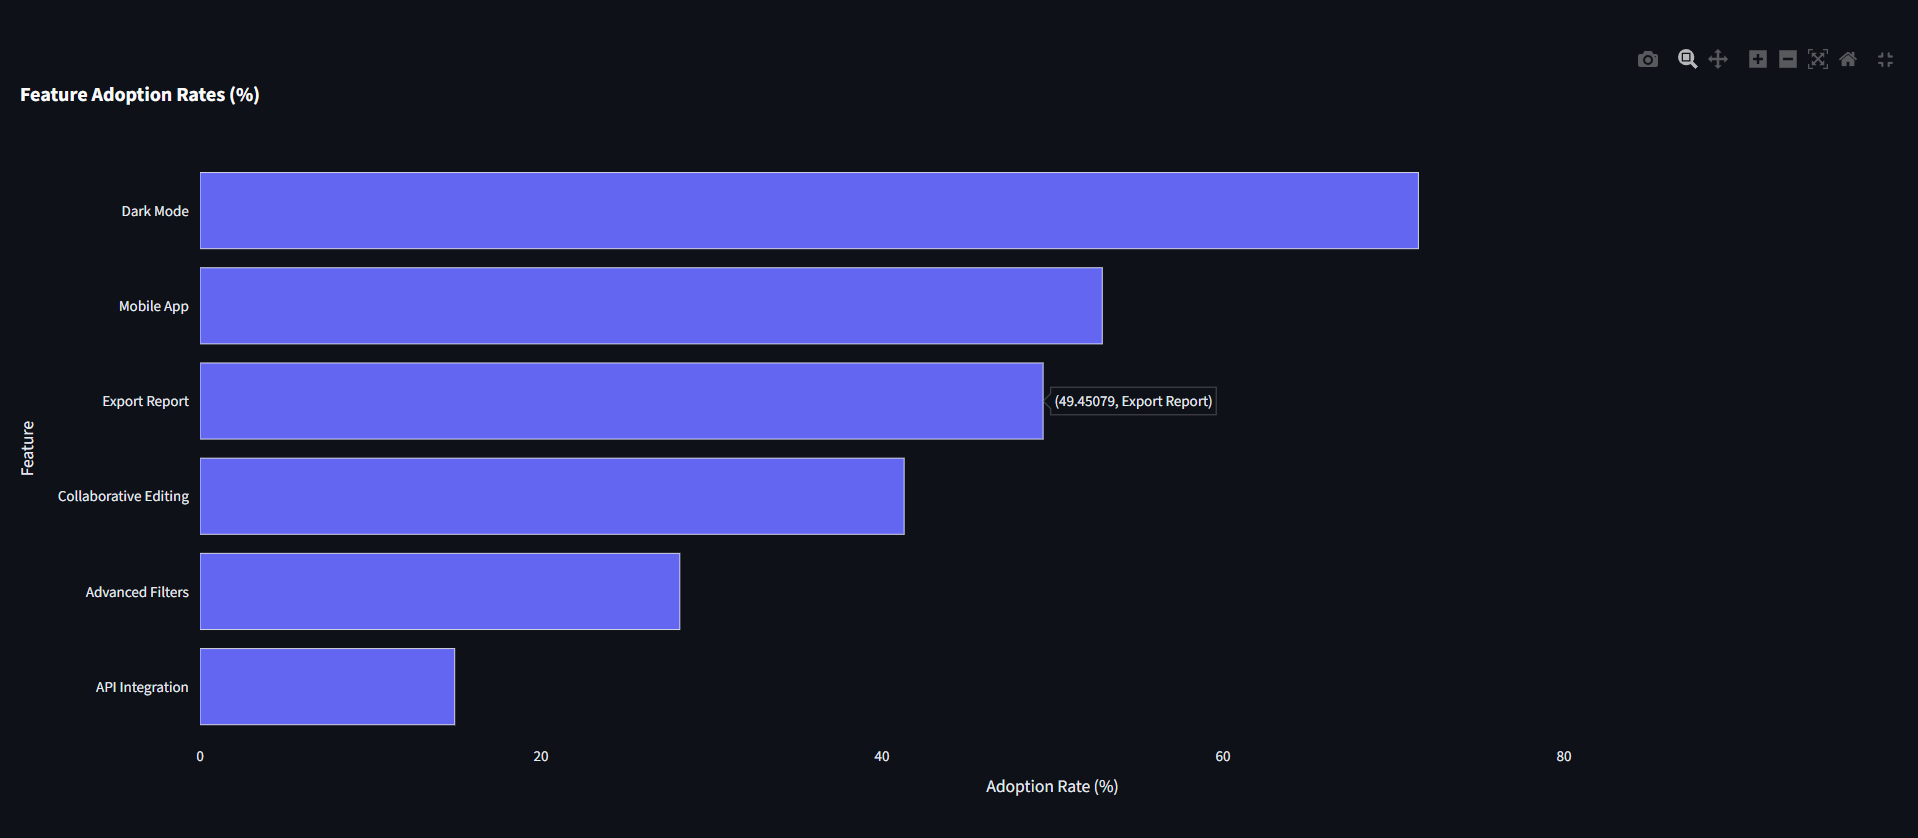 Feature Adoption Rates (%)
Dark Mode
Mobile App
Export Report
(49.45079, Export Report)
Feature
Collaborative Editing
Advanced Filters
API Integration
0 20 40 60 80
Adoption Rate (%)